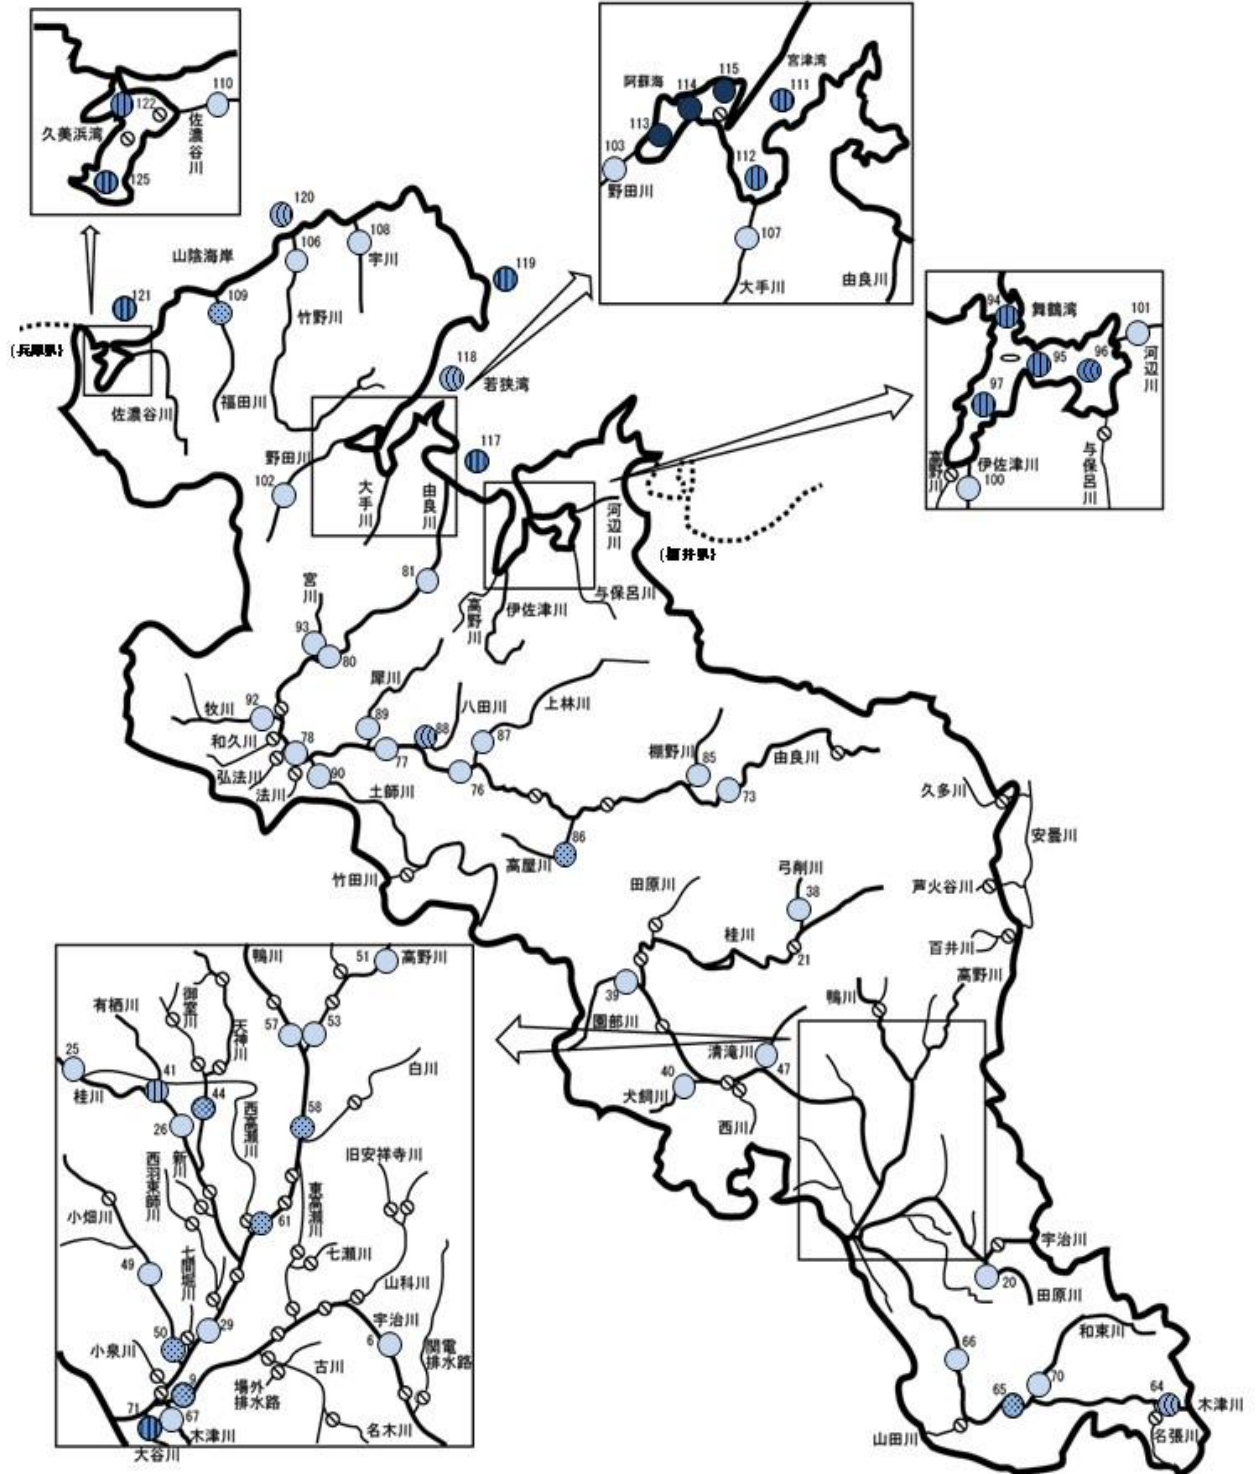 110
122
久美浜湾
佐濃谷川
125
115
宮津湾
阿蘇海
114
111
113
103
112
野田川
107
大手川
由良川
120
108
106
山陰海岸
宇川
119
109
121
竹野川
(兵庫県)
118
若狭湾
佐濃谷川
福田川
94
舞鶴湾
101
95
96
河辺川
97
高野川
伊佐津川
100
与保呂川
野田川
117
102
大手川
由良川
河辺川
(福井県)
81
宮川
高野川
伊佐津川
与保呂川
93
80
犀川
牧川
92
八田川
上林川
89
88
和久川
78
87
棚野川
由良川
77
85
弘法川
90
法川
土師川
76
73
久多川
86
安曇川
高屋川
竹田川
田原川
弓削川
芦火谷川
38
桂川
21
百井川
高野川
39
鴨川
園部川
清滝川
40
47
犬飼川
西川
鴨川
51
高野川
御室川
有栖川
天神川
57
53
25
41
白川
桂川
44
西高瀬川
58
26
旧安祥寺川
新川
西羽束師川
東高瀬川
小畑川
61
七瀬川
49
七間堀川
山科川
宇治川
50
29
6
関電
排水路
小泉川
古川
9
場外
排水路
71
67
木津川
名木川
大谷川
宇治川
20
田原川
和束川
66
70
65
64
木津川
山田川
名張川